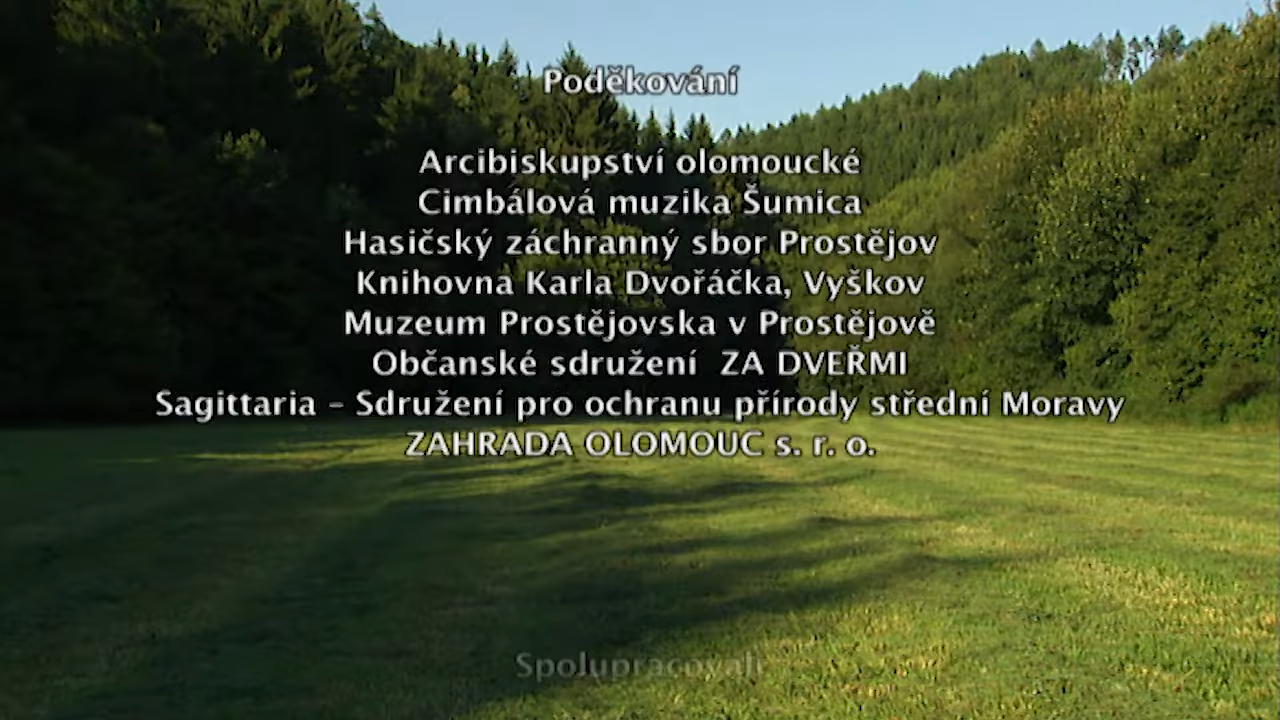 Poděkování
Arcibiskupství olomoucké
Cimbálová muzika Šumica
Hasičský záchranný sbor Prostějov
Knihovna Karla Dvořáčka, Vyškov
Muzeum Prostějovska v Prostějově
Občanské sdružení ZA DVEŘMI
Sagittaria – Sdružení pro ochranu přírody střední Moravy
ZAHRADA OLOMOUC s. r. o.
Spolupracovali